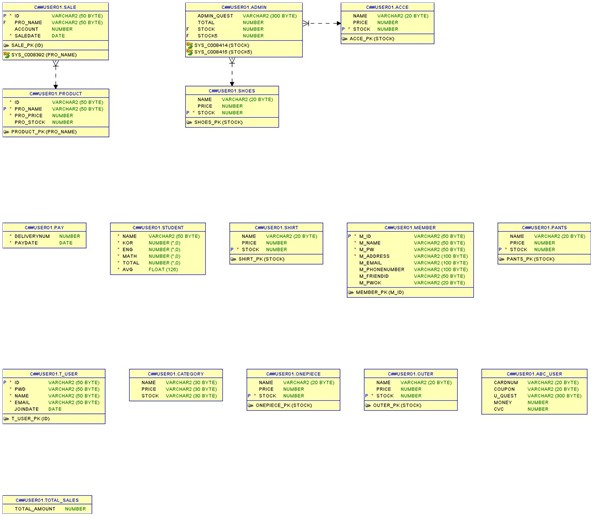 C##USER01.SALE
P * ID VARCHAR2 (50 BYTE)
F PRO_NAME VARCHAR2 (50 BYTE)
ACCOUNT NUMBER
* SALEDATE DATE
SALE_PK (ID)
SYS_C008392 (PRO_NAME)
C##USER01.ADMIN
ADMIN_QUEST VARCHAR2 (300 BYTE)
TOTAL NUMBER
F STOCK NUMBER
F STOCK5 NUMBER
SYS_C008414 (STOCK)
SYS_C008415 (STOCK5)
C##USER01.ACCE
NAME VARCHAR2 (20 BYTE)
PRICE NUMBER
P * STOCK NUMBER
ACCE_PK (STOCK)
C##USER01.PRODUCT
* ID VARCHAR2 (50 BYTE)
P * PRO_NAME VARCHAR2 (50 BYTE)
* PRO_PRICE NUMBER
PRO_STOCK NUMBER
PRODUCT_PK (PRO_NAME)
C##USER01.SHOES
NAME VARCHAR2 (20 BYTE)
PRICE NUMBER
P * STOCK NUMBER
SHOES_PK (STOCK)
C##USER01.PAY
* DELIVERYNUM NUMBER
* PAYDATE DATE
C##USER01.STUDENT
* NAME VARCHAR2 (50 BYTE)
* KOR NUMBER (*,0)
* ENG NUMBER (*,0)
* MATH NUMBER (*,0)
* TOTAL NUMBER (*,0)
* AVG FLOAT (126)
C##USER01.SHIRT
NAME VARCHAR2 (20 BYTE)
PRICE NUMBER
P * STOCK NUMBER
SHIRT_PK (STOCK)
C##USER01.MEMBER
P * M_ID VARCHAR2 (50 BYTE)
* M_NAME VARCHAR2 (50 BYTE)
* M_PW VARCHAR2 (50 BYTE)
* M_ADDRESS VARCHAR2 (100 BYTE)
* M_EMAIL VARCHAR2 (100 BYTE)
* M_PHONENUMBER VARCHAR2 (100 BYTE)
* M_FRIENDID VARCHAR2 (50 BYTE)
* M_PWOK VARCHAR2 (20 BYTE)
MEMBER_PK (M_ID)
C##USER01.PANTS
NAME VARCHAR2 (20 BYTE)
PRICE NUMBER
P * STOCK NUMBER
PANTS_PK (STOCK)
C##USER01.T_USER
P * ID VARCHAR2 (50 BYTE)
* PWD VARCHAR2 (50 BYTE)
* NAME VARCHAR2 (50 BYTE)
* EMAIL VARCHAR2 (50 BYTE)
JOINDATE DATE
T_USER_PK (ID)
C##USER01.CATEGORY
NAME VARCHAR2 (30 BYTE)
PRICE VARCHAR2 (30 BYTE)
STOCK VARCHAR2 (30 BYTE)
C##USER01.ONEPIECE
NAME VARCHAR2 (20 BYTE)
PRICE NUMBER
P * STOCK NUMBER
ONEPIECE_PK (STOCK)
C##USER01.OUTER
NAME VARCHAR2 (20 BYTE)
PRICE NUMBER
P * STOCK NUMBER
OUTER_PK (STOCK)
C##USER01.ABC_USER
CARDNUM VARCHAR2 (20 BYTE)
COUPON VARCHAR2 (20 BYTE)
U_QUEST VARCHAR2 (300 BYTE)
MONEY NUMBER
CVC NUMBER
C##USER01.TOTAL_SALES
TOTAL_AMOUNT NUMBER